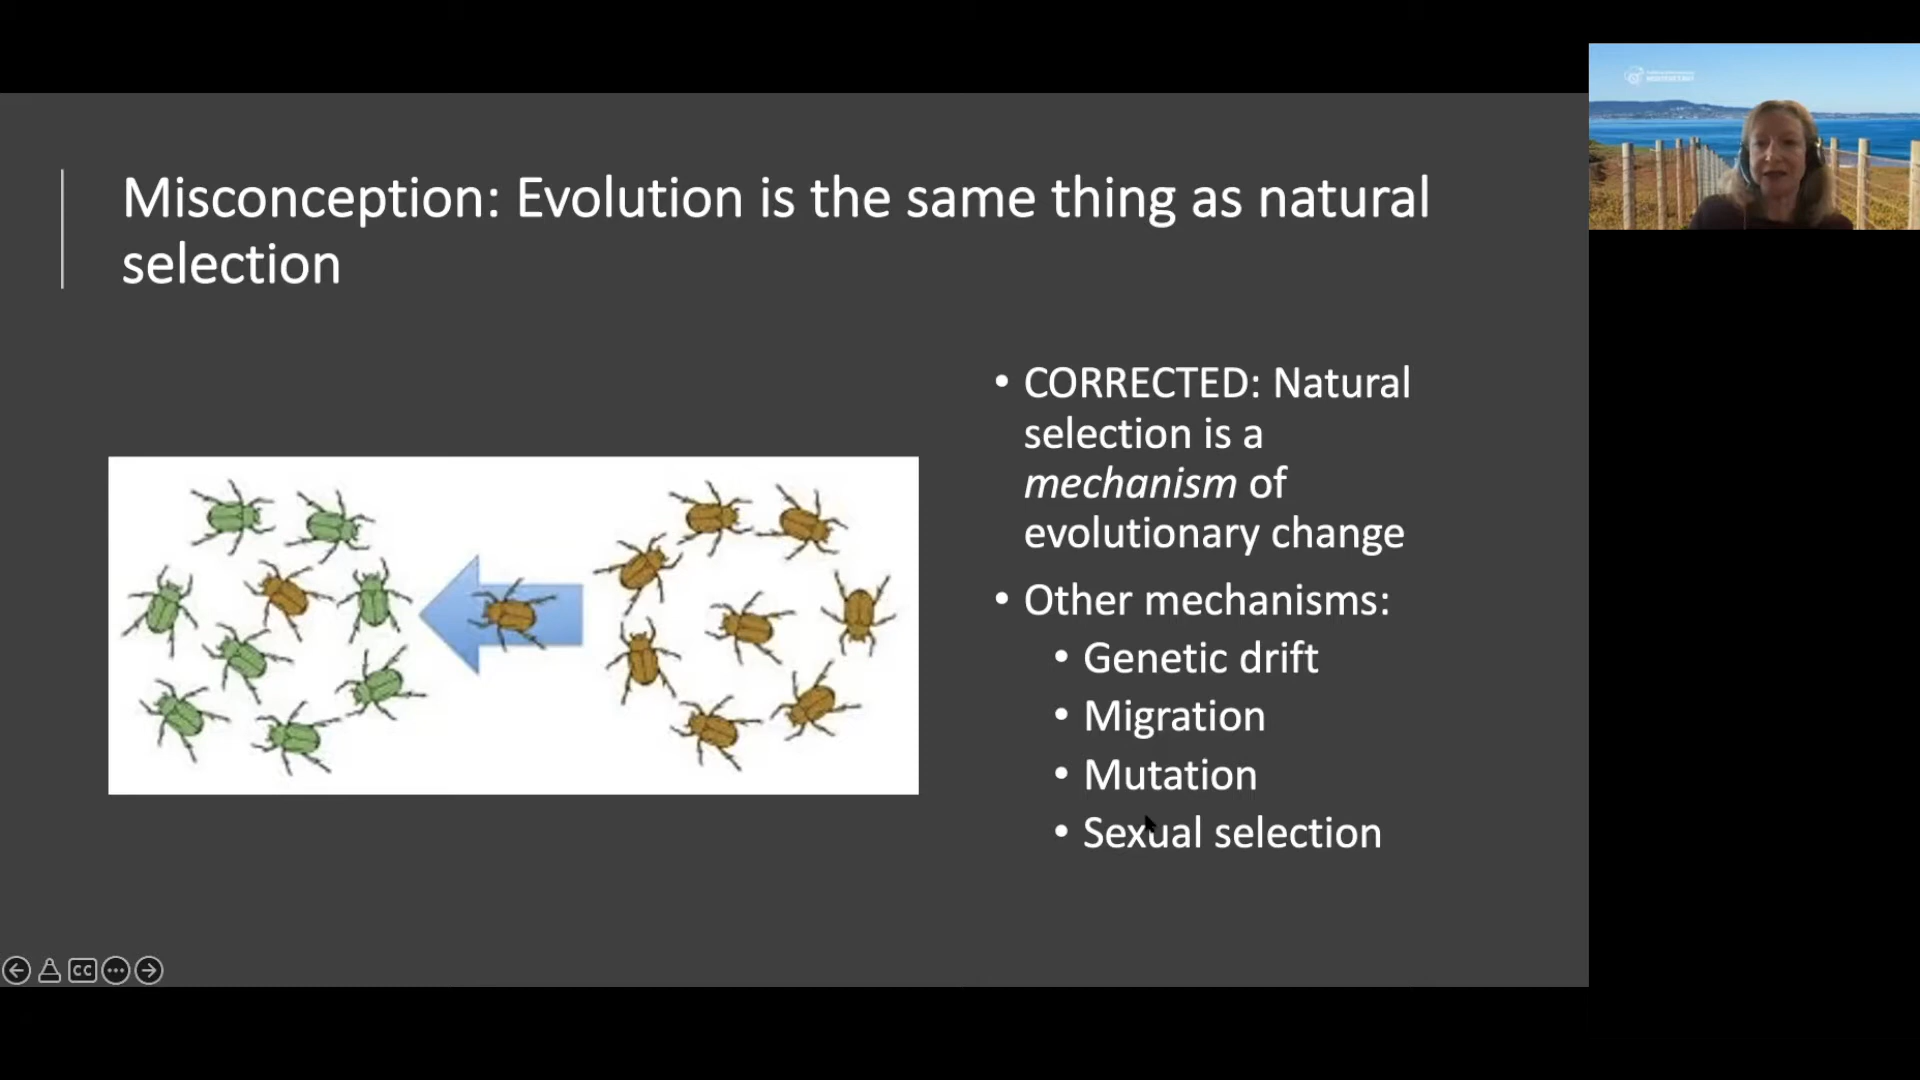 Misconception: Evolution is the same thing as natural
selection
• CORRECTED: Natural
selection is a
mechanism of
evolutionary change
• Other mechanisms:
• Genetic drift
• Migration
• Mutation
• Sexual selection
CC